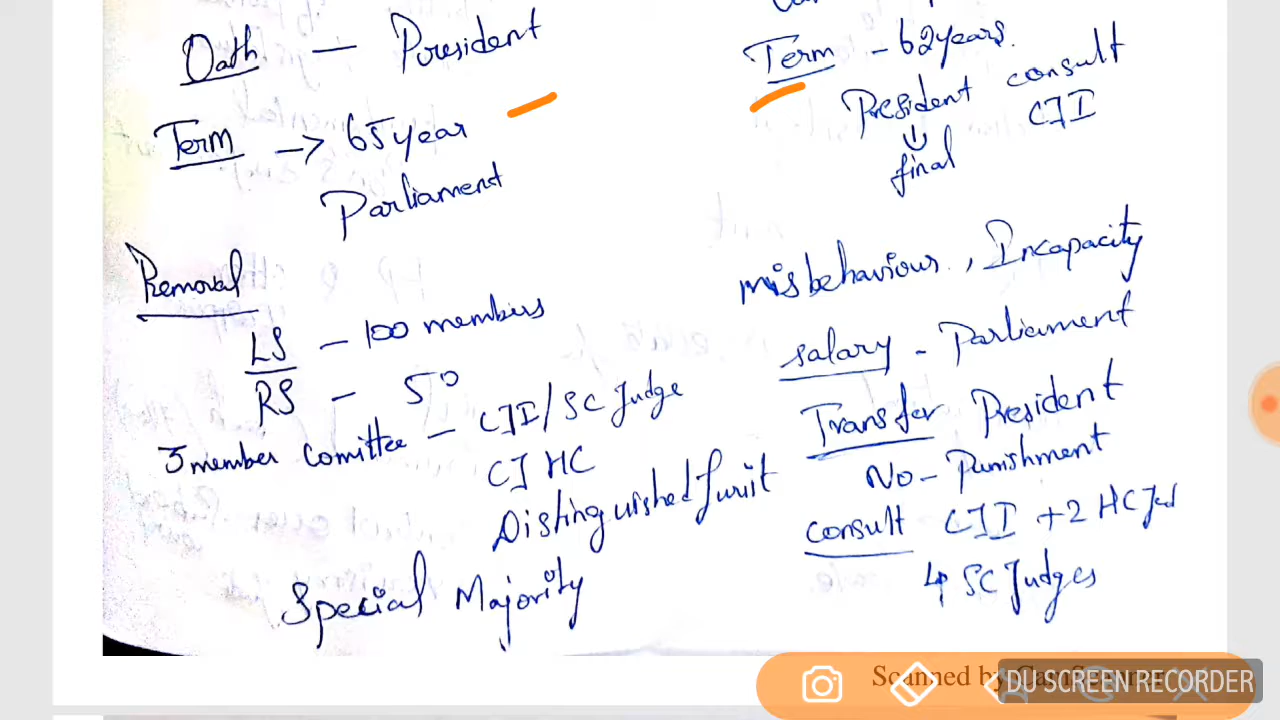 Oath — President
Term → 65 year
Parliament
Removal
LS – 100 members
RS – 50
3 member Comittee – CJI/SC Judge
CJ HC
Distinguished Jurist
Special Majority
Term – 62 years.
President consult
CJI
final
misbehaviour, Incapacity
salary – Parliament
Transfer President
No – Punishment
consult CJI + 2 HC
4 SC Judges
Scanned by
DU SCREEN RECORDER